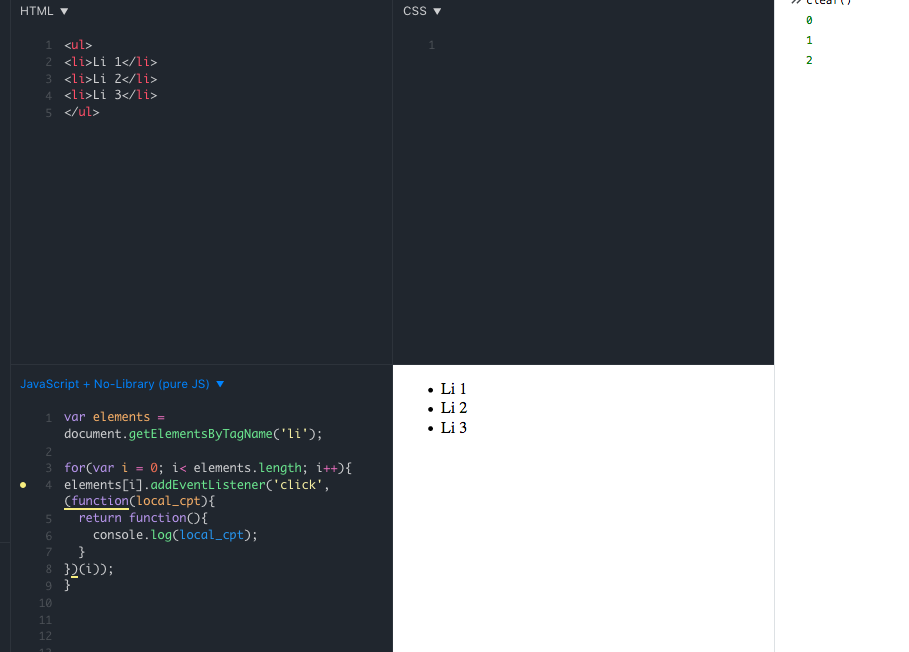 HTML ▼
1 <ul>
2 <li>Li 1</li>
3 <li>Li 2</li>
4 <li>Li 3</li>
5 </ul>
CSS ▼
1
JavaScript + No-Library (pure JS) ▼
1 var elements =
document.getElementsByTagName('li');
2
3 for(var i = 0; i< elements.length; i++){
4 elements[i].addEventListener('click',
(function(local_cpt){
5   return function(){
6     console.log(local_cpt);
7   }
8 })(i));
9 }
10
11
12
13
• Li 1
• Li 2
• Li 3
>> clear()
0
1
2